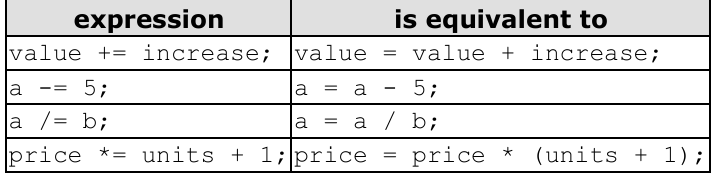 expression is equivalent to
value += increase; value = value + increase;
a -= 5; a = a - 5;
a /= b; a = a / b;
price *= units + 1; price = price * (units + 1);